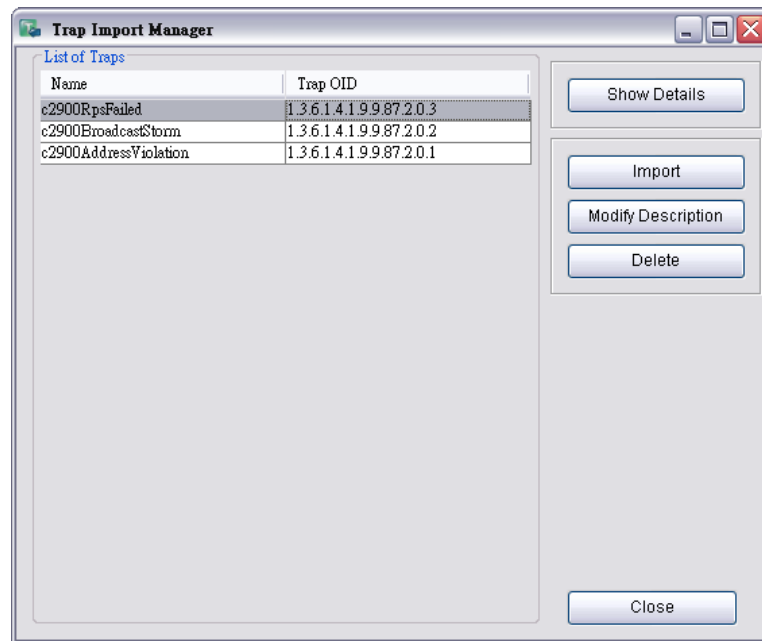 Trap Import Manager
List of Traps
Name Trap OID
c2900RpsFailed 1.3.6.1.4.1.9.9.87.2.0.3
c2900BroadcastStorm 1.3.6.1.4.1.9.9.87.2.0.2
c2900AddressViolation 1.3.6.1.4.1.9.9.87.2.0.1
Show Details
Import
Modify Description
Delete
Close